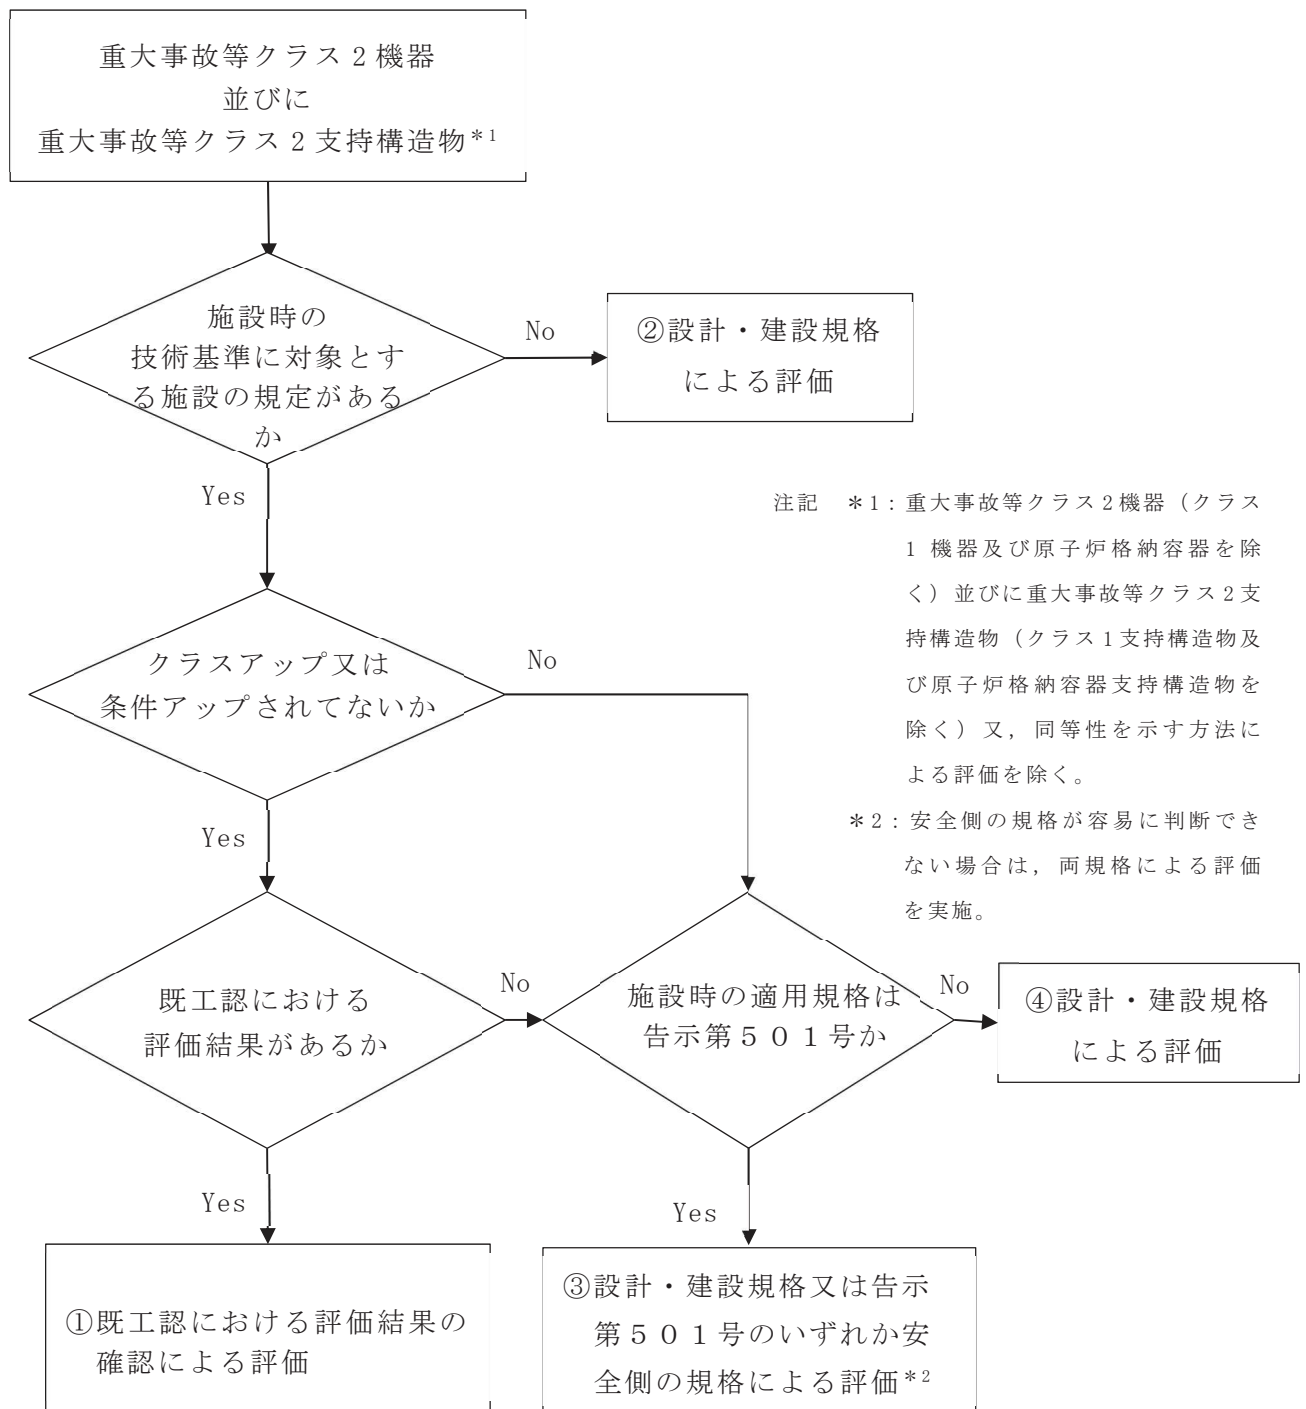 重大事故等クラス2機器
並びに
重大事故等クラス2支持構造物*1
施設時の
技術基準に対象とす
る施設の規定がある
か
No
②設計・建設規格
による評価
Yes
注記 *1:重大事故等クラス2機器(クラス
1 機器及び原子炉格納容器を除
く)並びに重大事故等クラス2支
持構造物(クラス1支持構造物及
び原子炉格納容器支持構造物を
除く)又,同等性を示す方法に
よる評価を除く。
*2:安全側の規格が容易に判断でき
ない場合は,両規格による評価
を実施。
クラスアップ又は
条件アップされてないか
No
Yes
既工認における
評価結果があるか
No
施設時の適用規格は
告示第501号か
No
④設計・建設規格
による評価
Yes
Yes
①既工認における評価結果の
確認による評価
③設計・建設規格又は告示
第501号のいずれか安
全側の規格による評価*2